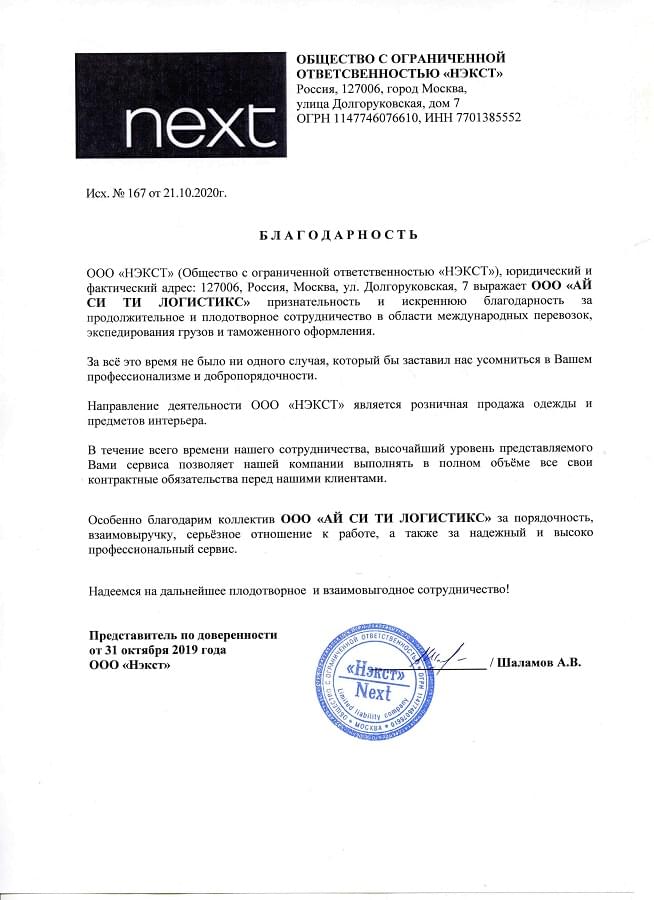 next
ОБЩЕСТВО С ОГРАНИЧЕННОЙ
ОТВЕТСВЕННОСТЬЮ «НЭКСТ»
Россия, 127006, город Москва,
улица Долгоруковская, дом 7
ОГРН 1147746076610, ИНН 7701385552
Исх. № 167 от 21.10.2020г.
Б Л А Г О Д А Р Н О С Т Ь
ООО «НЭКСТ» (Общество с ограниченной ответственностью «НЭКСТ»), юридический и
фактический адрес: 127006, Россия, Москва, ул. Долгоруковская, 7 выражает ООО «АЙ
СИ ТИ ЛОГИСТИКС» признательность и искреннюю благодарность за
продолжительное и плодотворное сотрудничество в области международных перевозок,
экспедирования грузов и таможенного оформления.
За всё это время не было ни одного случая, который бы заставил нас усомниться в Вашем
профессионализме и добропорядочности.
Направление деятельности ООО «НЭКСТ» является розничная продажа одежды и
предметов интерьера.
В течение всего времени нашего сотрудничества, высочайший уровень представляемого
Вами сервиса позволяет нашей компании выполнять в полном объёме все свои
контрактные обязательства перед нашими клиентами.
Особенно благодарим коллектив ООО «АЙ СИ ТИ ЛОГИСТИКС» за порядочность,
взаимовыручку, серьёзное отношение к работе, а также за надежный и высоко
профессиональный сервис.
Надеемся на дальнейшее плодотворное и взаимовыгодное сотрудничество!
Представитель по доверенности
от 31 октября 2019 года
ООО «Нэкст»
/ Шаламов А.В.
ОБЩЕСТВО С ОГРАНИЧЕННОЙ ОТВЕТСТВЕННОСТЬЮ * ОГРН 1147746076610 * МОСКВА *
«Нэкст»
Next
Limited liability company